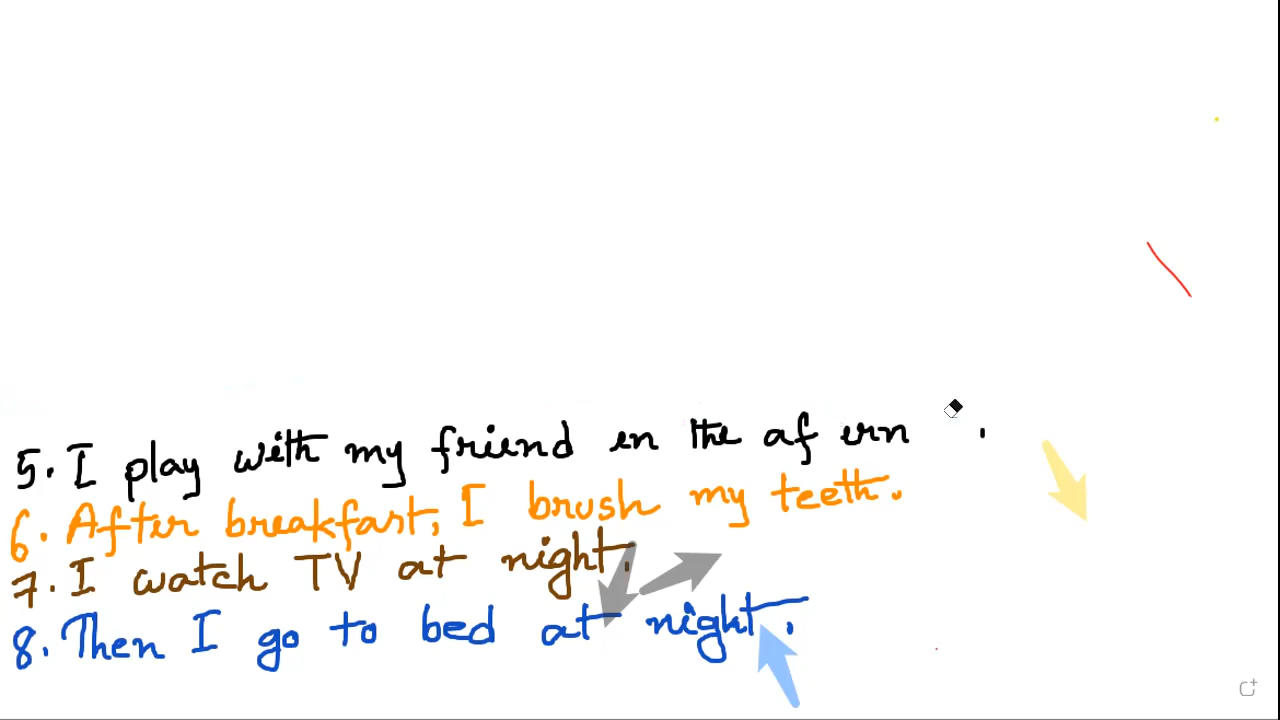 5. I play with my friend in the af ern .
6. After breakfast, I brush my teeth.
7. I watch TV at night.
8. Then I go to bed at night.